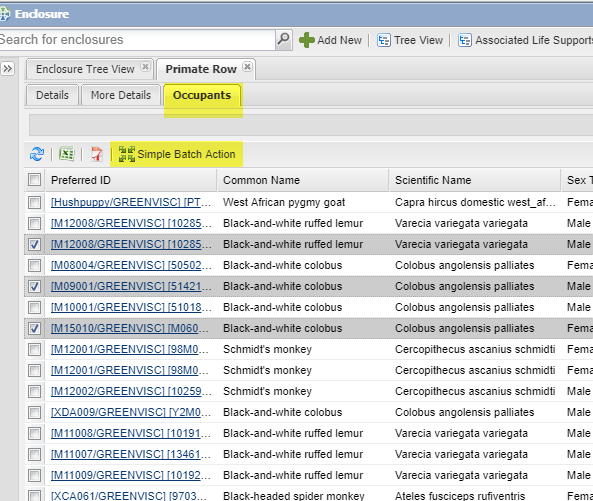 Enclosure
Search for enclosures Add New Tree View Associated Life Supports
Enclosure Tree View Primate Row
Details More Details Occupants
Simple Batch Action
Preferred ID Common Name Scientific Name Sex T
[Hushpuppy/GREENVISC] [PT... West African pygmy goat Capra hircus domestic west_af... Fema
[M12008/GREENVISC] [10285... Black-and-white ruffed lemur Varecia variegata variegata Male
[M12008/GREENVISC] [10285... Black-and-white ruffed lemur Varecia variegata variegata Male
[M08004/GREENVISC] [50502... Black-and-white colobus Colobus angolensis palliates Fema
[M09001/GREENVISC] [51421... Black-and-white colobus Colobus angolensis palliates Male
[M10001/GREENVISC] [51018... Black-and-white colobus Colobus angolensis palliates Male
[M15010/GREENVISC] [M060... Black-and-white colobus Colobus angolensis palliates Fema
[M12001/GREENVISC] [98M0... Schmidt's monkey Cercopithecus ascanius schmidti Fema
[M12001/GREENVISC] [98M0... Schmidt's monkey Cercopithecus ascanius schmidti Fema
[M12002/GREENVISC] [10259... Schmidt's monkey Cercopithecus ascanius schmidti Male
[XDA009/GREENVISC] [Y2M0... Black-and-white colobus Colobus angolensis palliates Male
[M11008/GREENVISC] [10191... Black-and-white ruffed lemur Varecia variegata variegata Male
[M11007/GREENVISC] [13461... Black-and-white ruffed lemur Varecia variegata variegata Male
[M11009/GREENVISC] [10192... Black-and-white ruffed lemur Varecia variegata variegata Male
[XCA061/GREENVISC] [9703... Black-headed spider monkey Ateles fusciceps rufiventris Fema